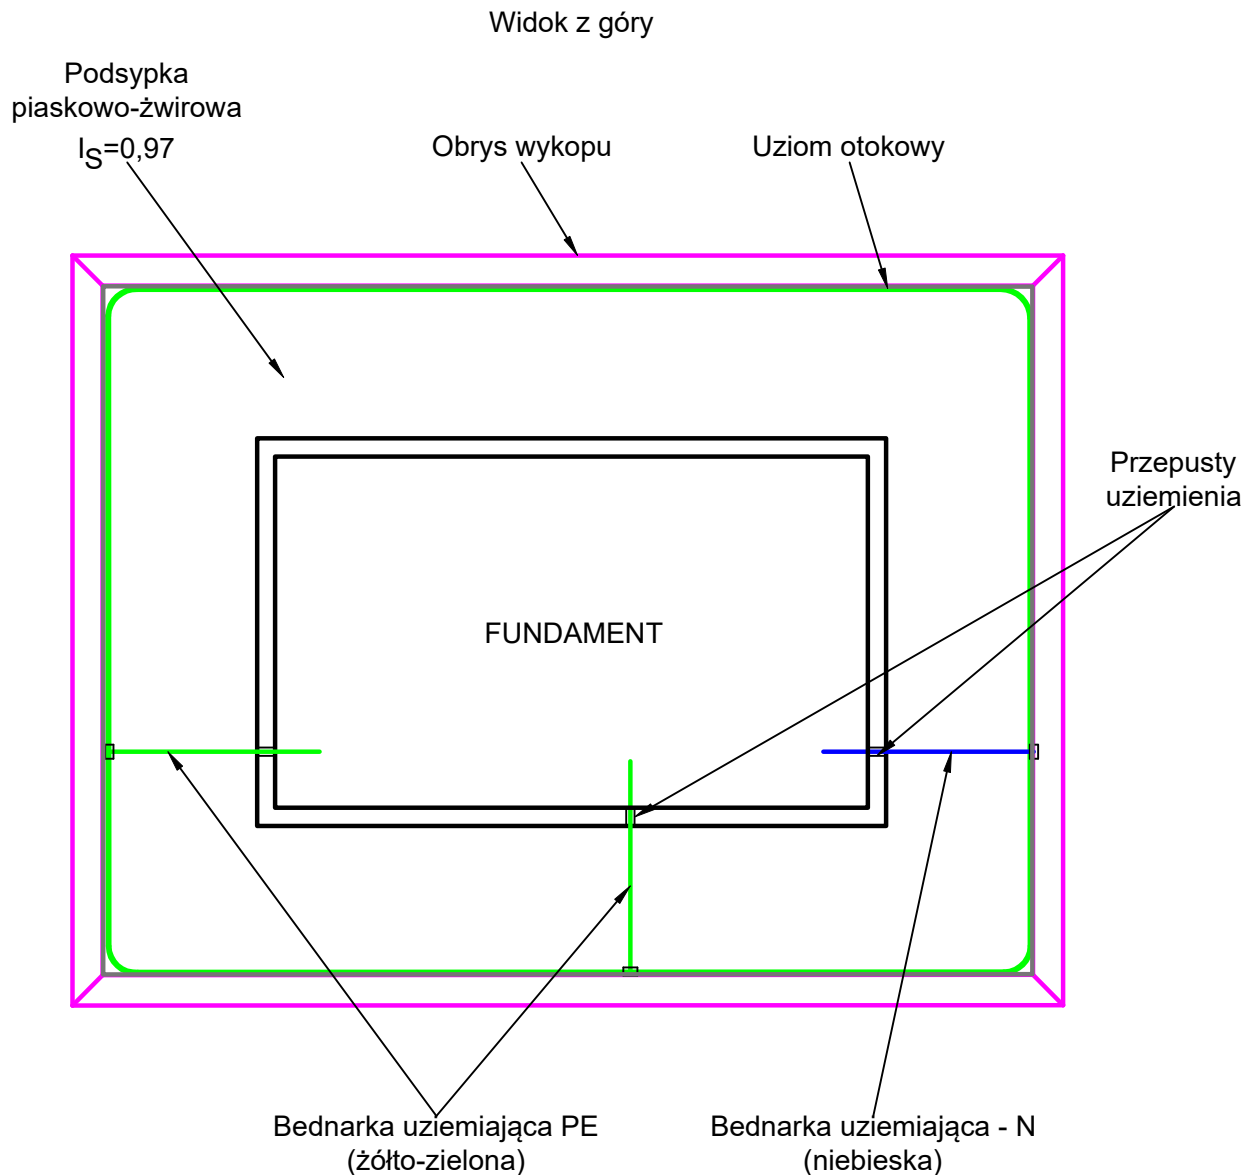 Widok z góry
Podsypka
piaskowo-żwirowa
IS=0,97
Obrys wykopu
Uziom otokowy
Przepusty
uziemienia
FUNDAMENT
Bednarka uziemiająca PE
(żółto-zielona)
Bednarka uziemiająca - N
(niebieska)